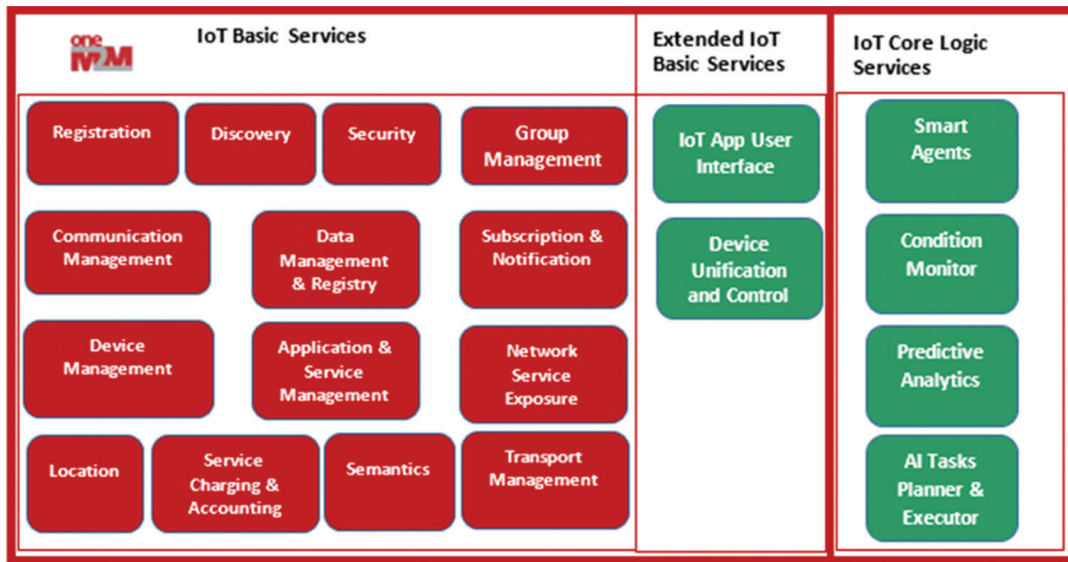 one
M2M
IoT Basic Services
Extended IoT
Basic Services
IoT Core Logic
Services
Registration
Discovery
Security
Group
Management
IoT App User
Interface
Smart
Agents
Communication
Management
Data
Management
& Registry
Subscription &
Notification
Device
Unification
and Control
Condition
Monitor
Device
Management
Application &
Service
Management
Network
Service
Exposure
Predictive
Analytics
Location
Service
Charging &
Accounting
Semantics
Transport
Management
AI Tasks
Planner &
Executor